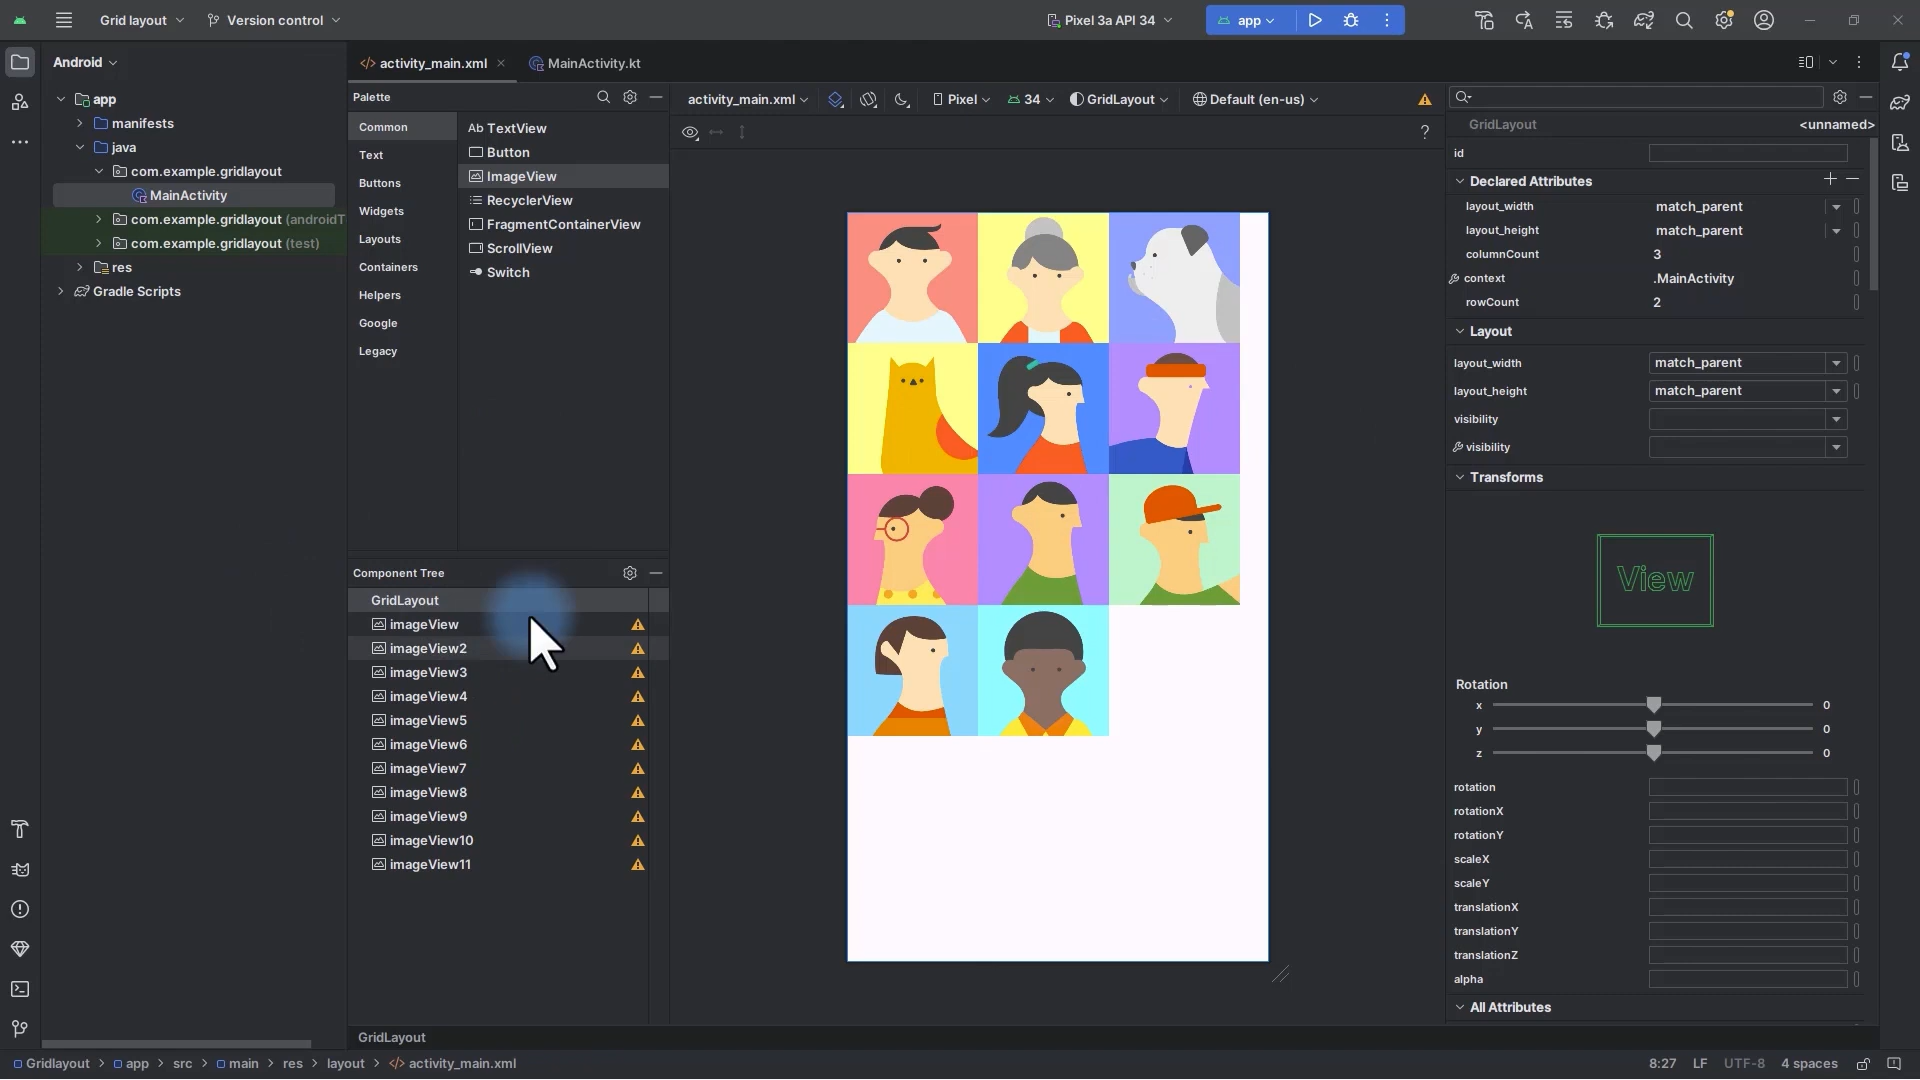 Grid layout
Version control
Pixel 3a API 34
app
Android
activity_main.xml
MainActivity.kt
app
manifests
java
com.example.gridlayout
MainActivity
com.example.gridlayout (androidT
com.example.gridlayout (test)
res
Gradle Scripts
Palette
Common
Text
Buttons
Widgets
Layouts
Containers
Helpers
Google
Legacy
Ab TextView
Button
ImageView
RecyclerView
FragmentContainerView
ScrollView
Switch
Component Tree
GridLayout
imageView
imageView2
imageView3
imageView4
imageView5
imageView6
imageView7
imageView8
imageView9
imageView10
imageView11
GridLayout
activity_main.xml
Pixel
34
GridLayout
Default (en-us)
?
GridLayout
<unnamed>
id
Declared Attributes
layout_width match_parent
layout_height match_parent
columnCount 3
context .MainActivity
rowCount 2
Layout
layout_width match_parent
layout_height match_parent
visibility
visibility
Transforms
View
Rotation
x 0
y 0
z 0
rotation
rotationX
rotationY
scaleX
scaleY
translationX
translationY
translationZ
alpha
All Attributes
Gridlayout > app > src > main > res > layout > activity_main.xml
8:27 LF UTF-8 4 spaces